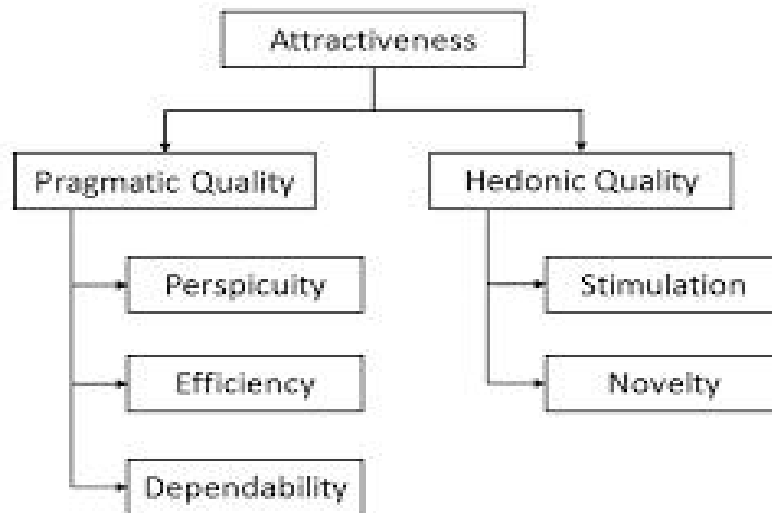 Attractiveness
Pragmatic Quality
Hedonic Quality
Perspicuity
Stimulation
Efficiency
Novelty
Dependability